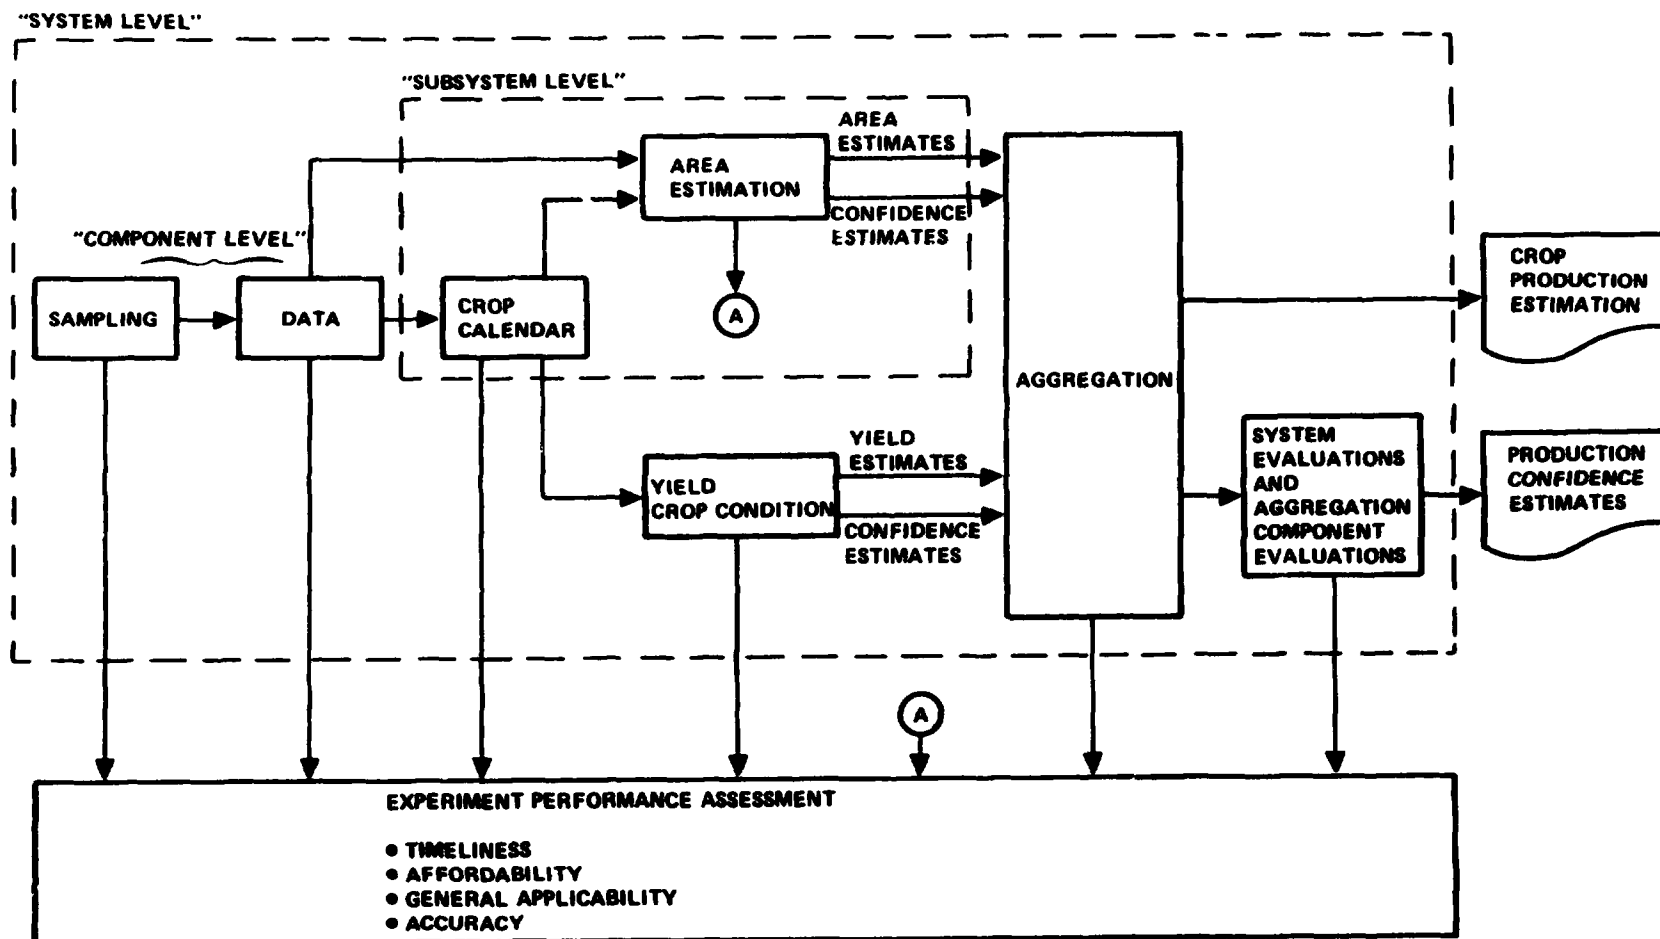 "SYSTEM LEVEL"
"SUBSYSTEM LEVEL"
AREA
ESTIMATES
AREA
ESTIMATION
CONFIDENCE
ESTIMATES
"COMPONENT LEVEL"
SAMPLING
DATA
CROP
CALENDAR
A
AGGREGATION
CROP
PRODUCTION
ESTIMATION
YIELD
ESTIMATES
YIELD
CROP CONDITION
CONFIDENCE
ESTIMATES
SYSTEM
EVALUATIONS
AND
AGGREGATION
COMPONENT
EVALUATIONS
PRODUCTION
CONFIDENCE
ESTIMATES
A
EXPERIMENT PERFORMANCE ASSESSMENT
● TIMELINESS
● AFFORDABILITY
● GENERAL APPLICABILITY
● ACCURACY